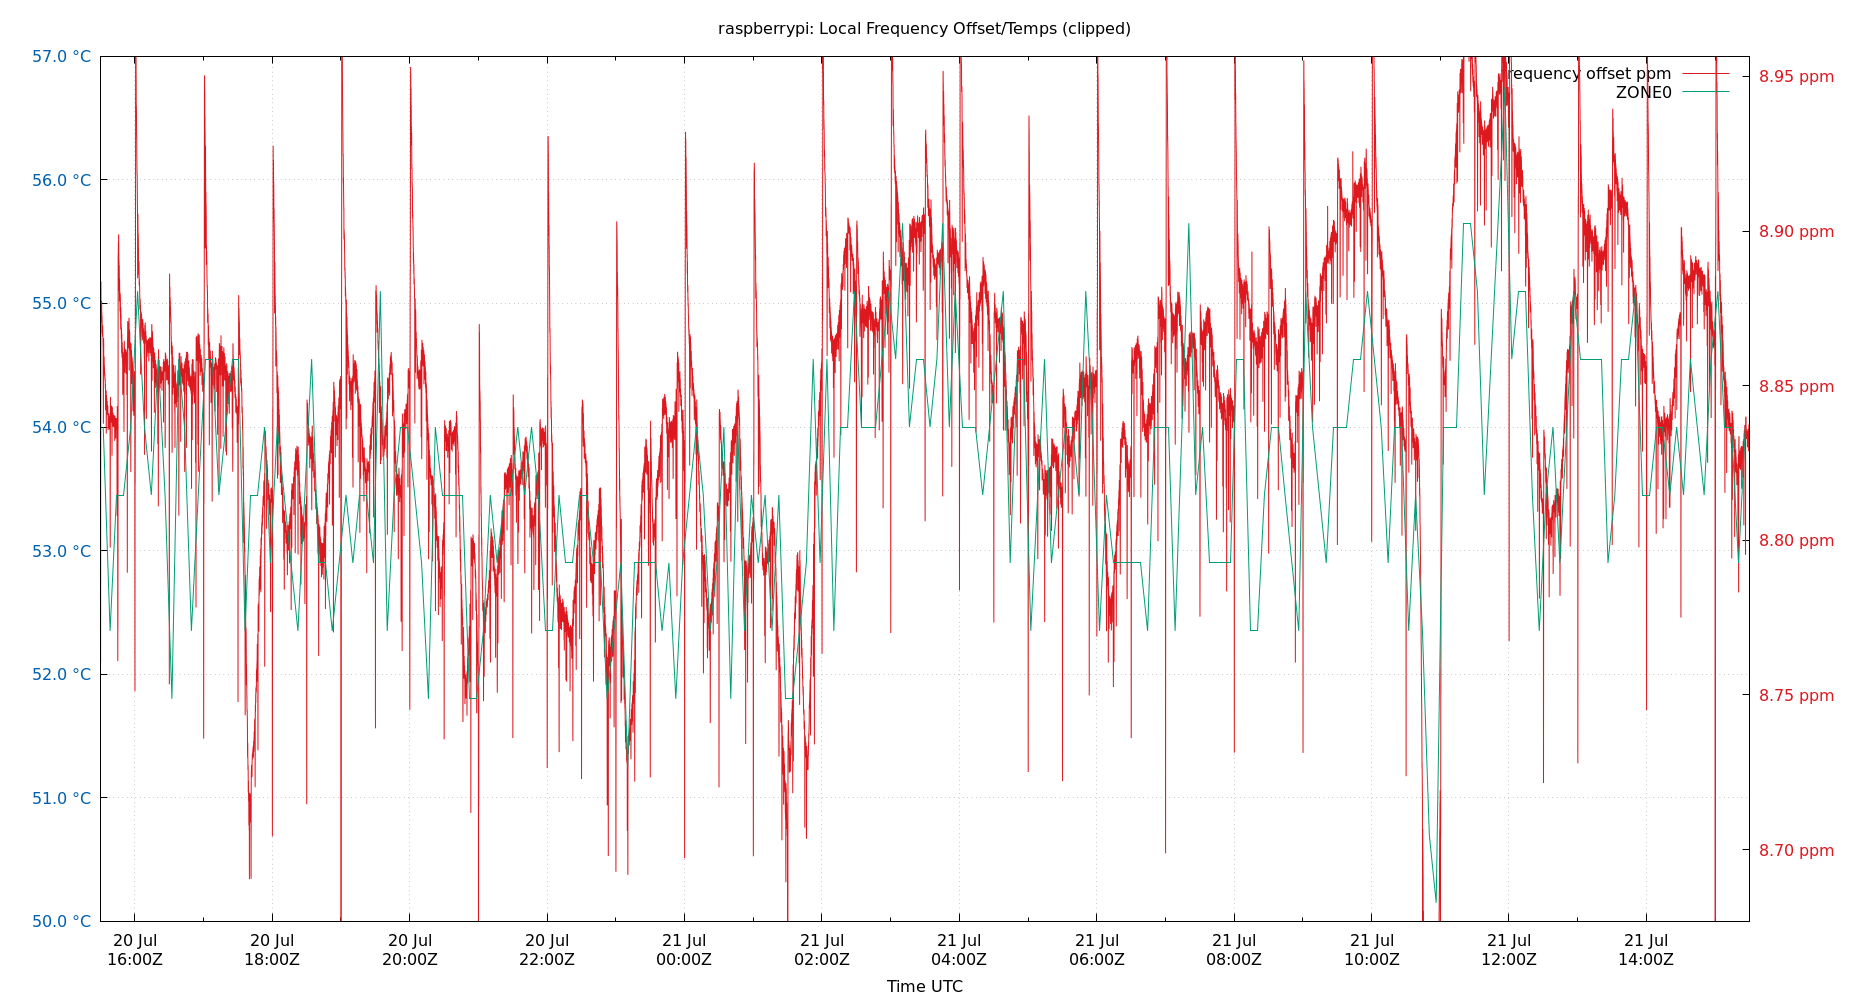 raspberrypi: Local Frequency Offset/Temps (clipped)
57.0 °C
56.0 °C
55.0 °C
54.0 °C
53.0 °C
52.0 °C
51.0 °C
50.0 °C
requency offset ppm
ZONE0
8.95 ppm
8.90 ppm
8.85 ppm
8.80 ppm
8.75 ppm
8.70 ppm
20 Jul 20 Jul 20 Jul 20 Jul 21 Jul 21 Jul 21 Jul 21 Jul 21 Jul 21 Jul 21 Jul 21 Jul
16:00Z 18:00Z 20:00Z 22:00Z 00:00Z 02:00Z 04:00Z 06:00Z 08:00Z 10:00Z 12:00Z 14:00Z
Time UTC